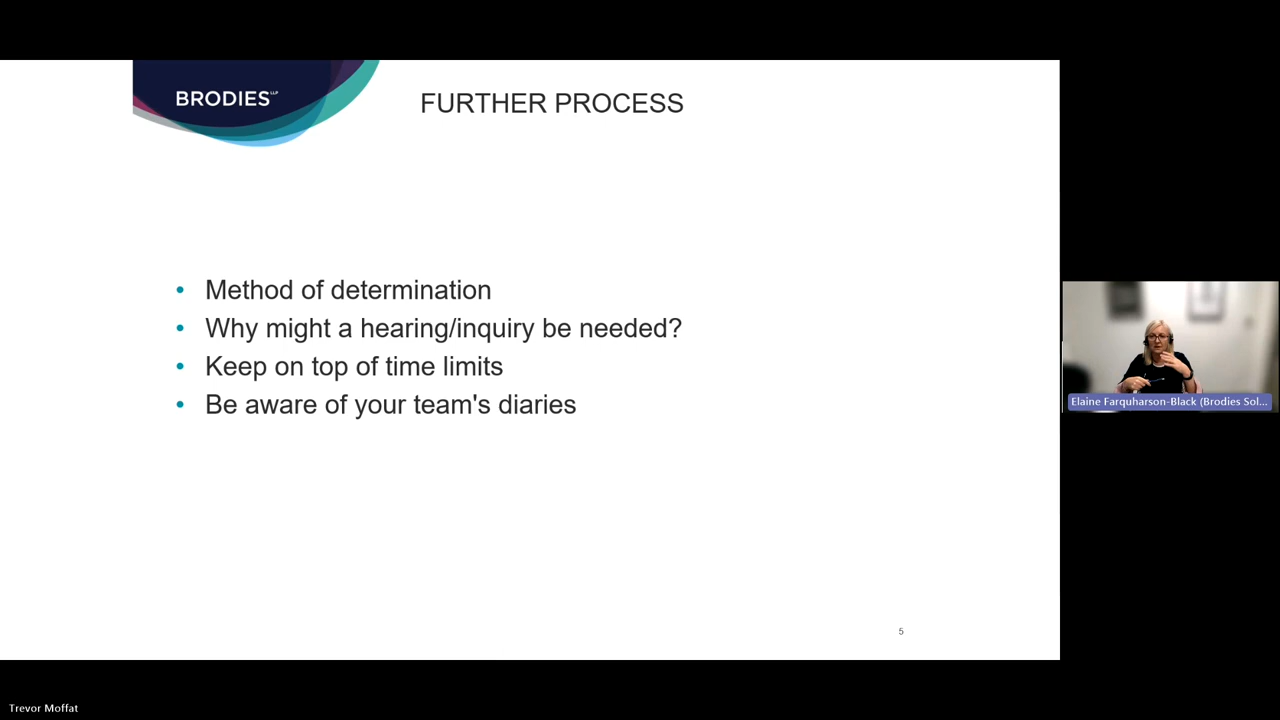 BRODIES LLP
FURTHER PROCESS
• Method of determination
• Why might a hearing/inquiry be needed?
• Keep on top of time limits
• Be aware of your team's diaries
Elaine Farquharson-Black (Brodies Sol...
5
Trevor Moffat